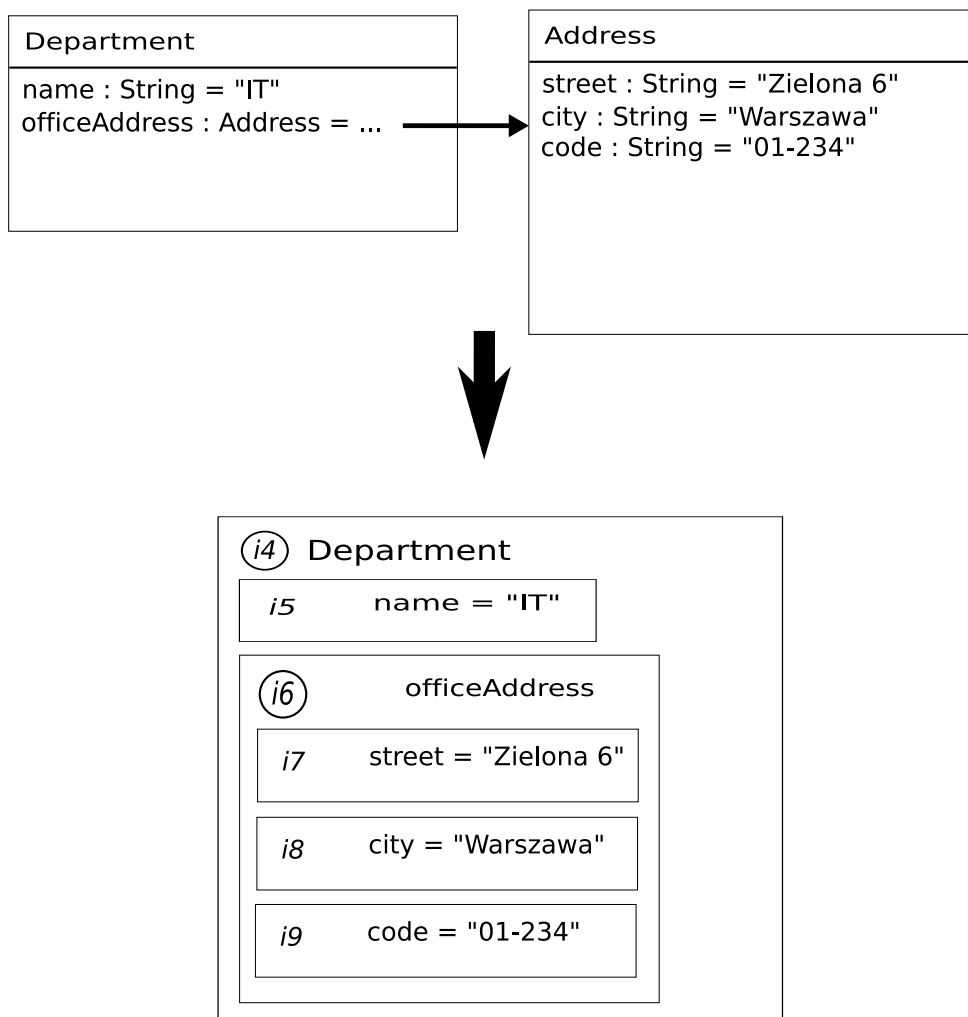 Department
name : String = "IT"
officeAddress : Address = ...
Address
street : String = "Zielona 6"
city : String = "Warszawa"
code : String = "01-234"
i4 Department
i5 name = "IT"
i6 officeAddress
i7 street = "Zielona 6"
i8 city = "Warszawa"
i9 code = "01-234"